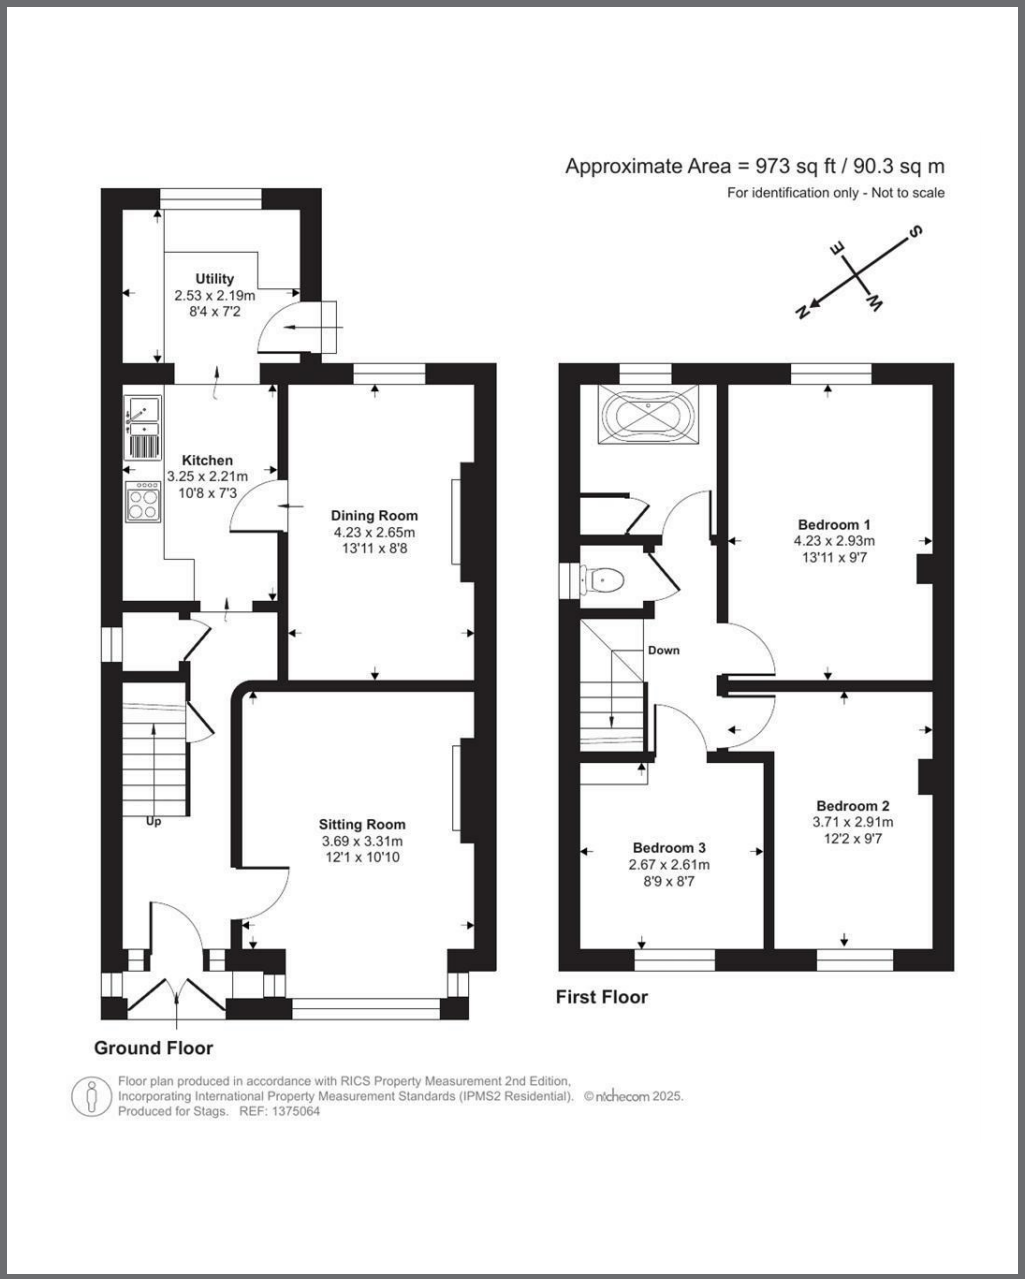 Approximate Area = 973 sq ft / 90.3 sq m
For identification only - Not to scale
S
E
W
N
Utility
2.53 x 2.19m
8'4 x 7'2
Kitchen
3.25 x 2.21m
10'8 x 7'3
Dining Room
4.23 x 2.65m
13'11 x 8'8
Up
Sitting Room
3.69 x 3.31m
12'1 x 10'10
Ground Floor
Bedroom 1
4.23 x 2.93m
13'11 x 9'7
Down
Bedroom 2
3.71 x 2.91m
12'2 x 9'7
Bedroom 3
2.67 x 2.61m
8'9 x 8'7
First Floor
Floor plan produced in accordance with RICS Property Measurement 2nd Edition,
Incorporating International Property Measurement Standards (IPMS2 Residential). © nichecom 2025.
Produced for Stags. REF: 1375064